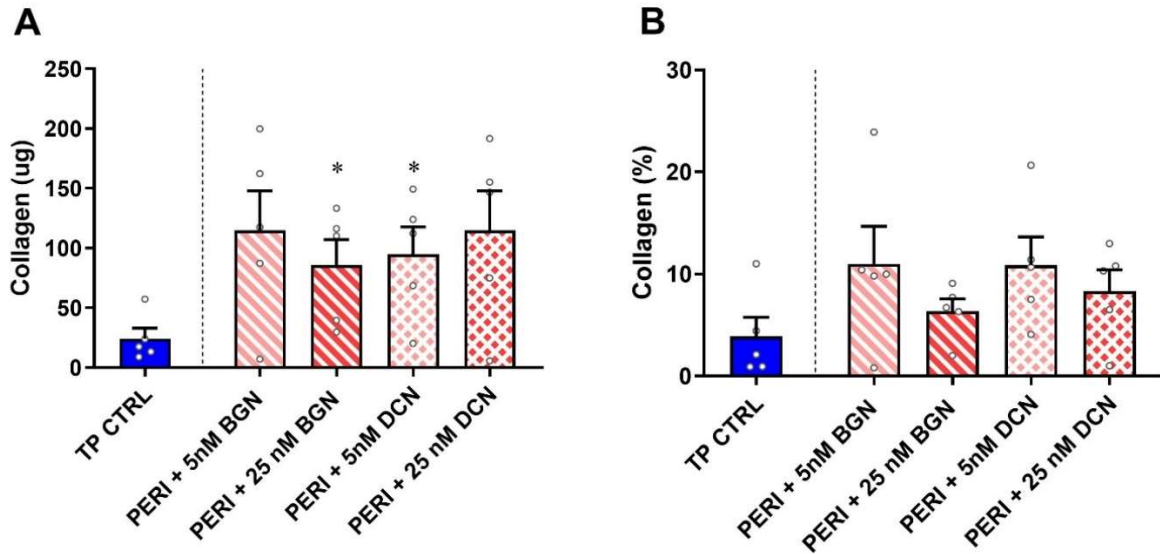 A
Collagen (ug)
250
200
150
100
50
0
* *
TP CTRL
PERI + 5nM BGN
PERI + 25 nM BGN
PERI + 5nM DCN
PERI + 25 nM DCN
B
Collagen (%)
30
20
10
0
TP CTRL
PERI + 5nM BGN
PERI + 25 nM BGN
PERI + 5nM DCN
PERI + 25 nM DCN